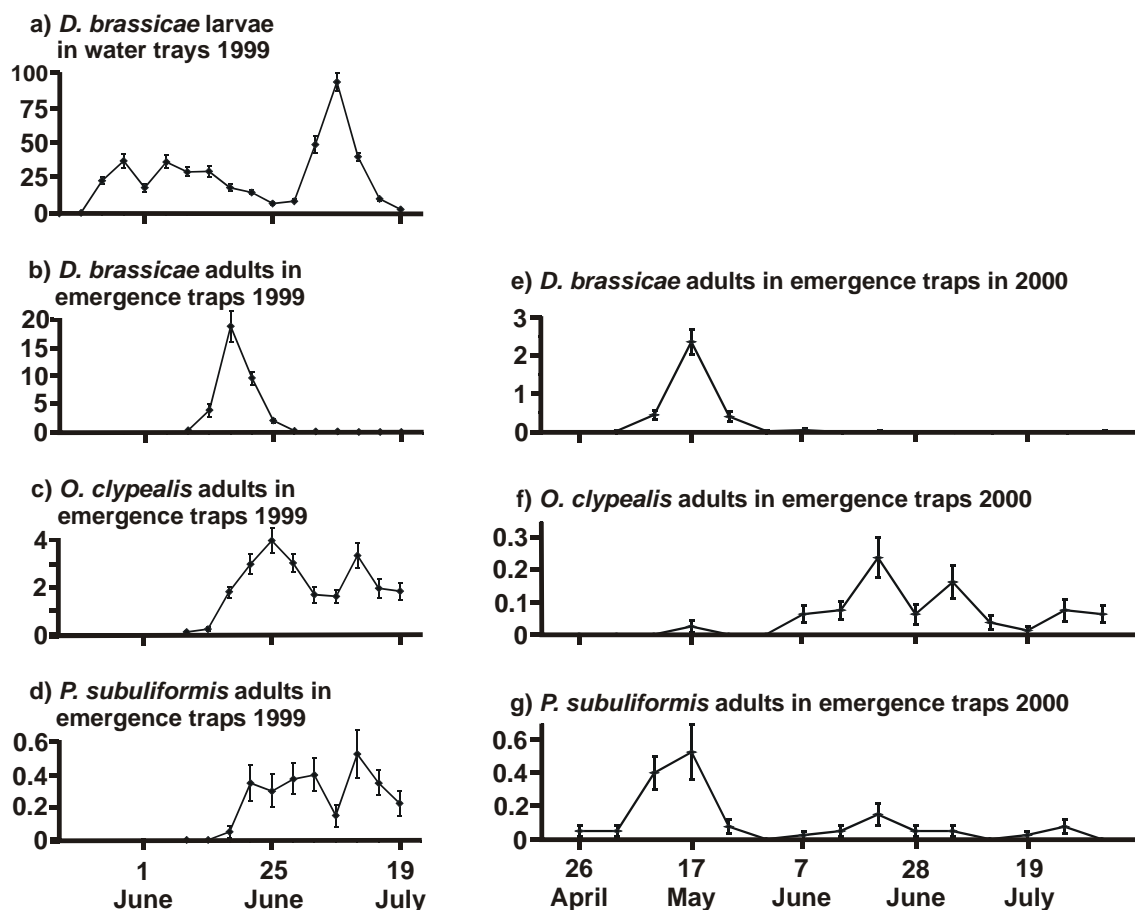 a) D. brassicae larvae
in water trays 1999
100
75
50
25
0
b) D. brassicae adults in
emergence traps 1999
20
15
10
5
0
c) O. clypealis adults in
emergence traps 1999
4
2
0
d) P. subuliformis adults in
emergence traps 1999
0.6
0.4
0.2
0
1
June
25
June
19
July
e) D. brassicae adults in emergence traps in 2000
3
2
1
0
f) O. clypealis adults in emergence traps 2000
0.3
0.2
0.1
0
g) P. subuliformis adults in emergence traps 2000
0.6
0.4
0.2
0
26
April
17
May
7
June
28
June
19
July